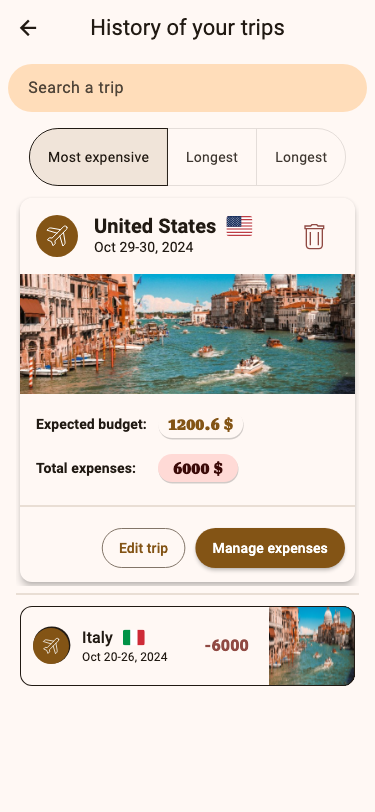 History of your trips
Search a trip
Most expensive
Longest
Longest
United States
Oct 29-30, 2024
Expected budget: 1200.6 $
Total expenses: 6000 $
Edit trip
Manage expenses
Italy
Oct 20-26, 2024
-6000